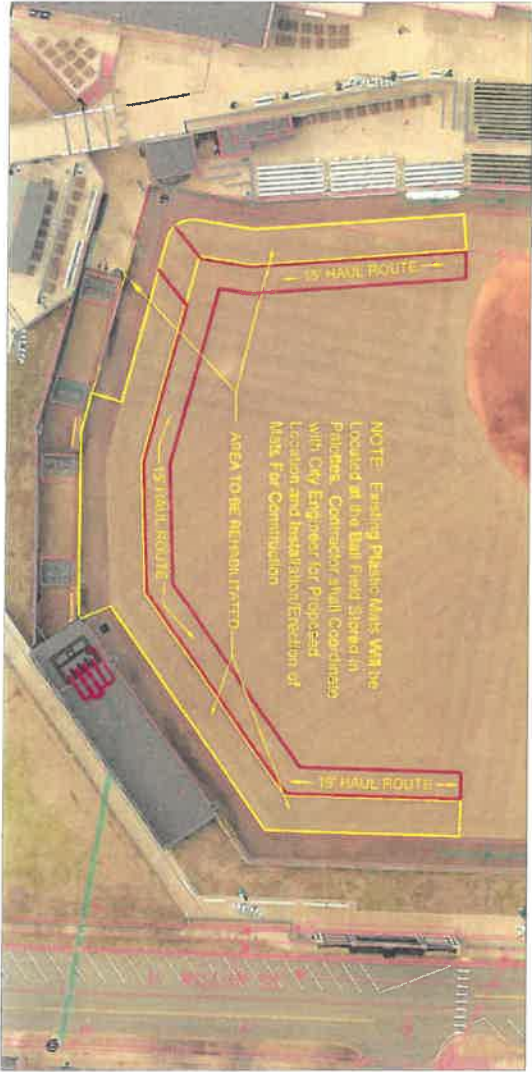 15' HAUL ROUTE
NOTE: Existing Plastic Mats Will be
Located at the Ball Field Stored in
Palettes. Contractor shall Coordinate
with City Engineer for Proposed
Location and Installation/Erection of
Mats For Construction
AREA TO BE REHABILITATED
15' HAUL ROUTE
15' HAUL ROUTE